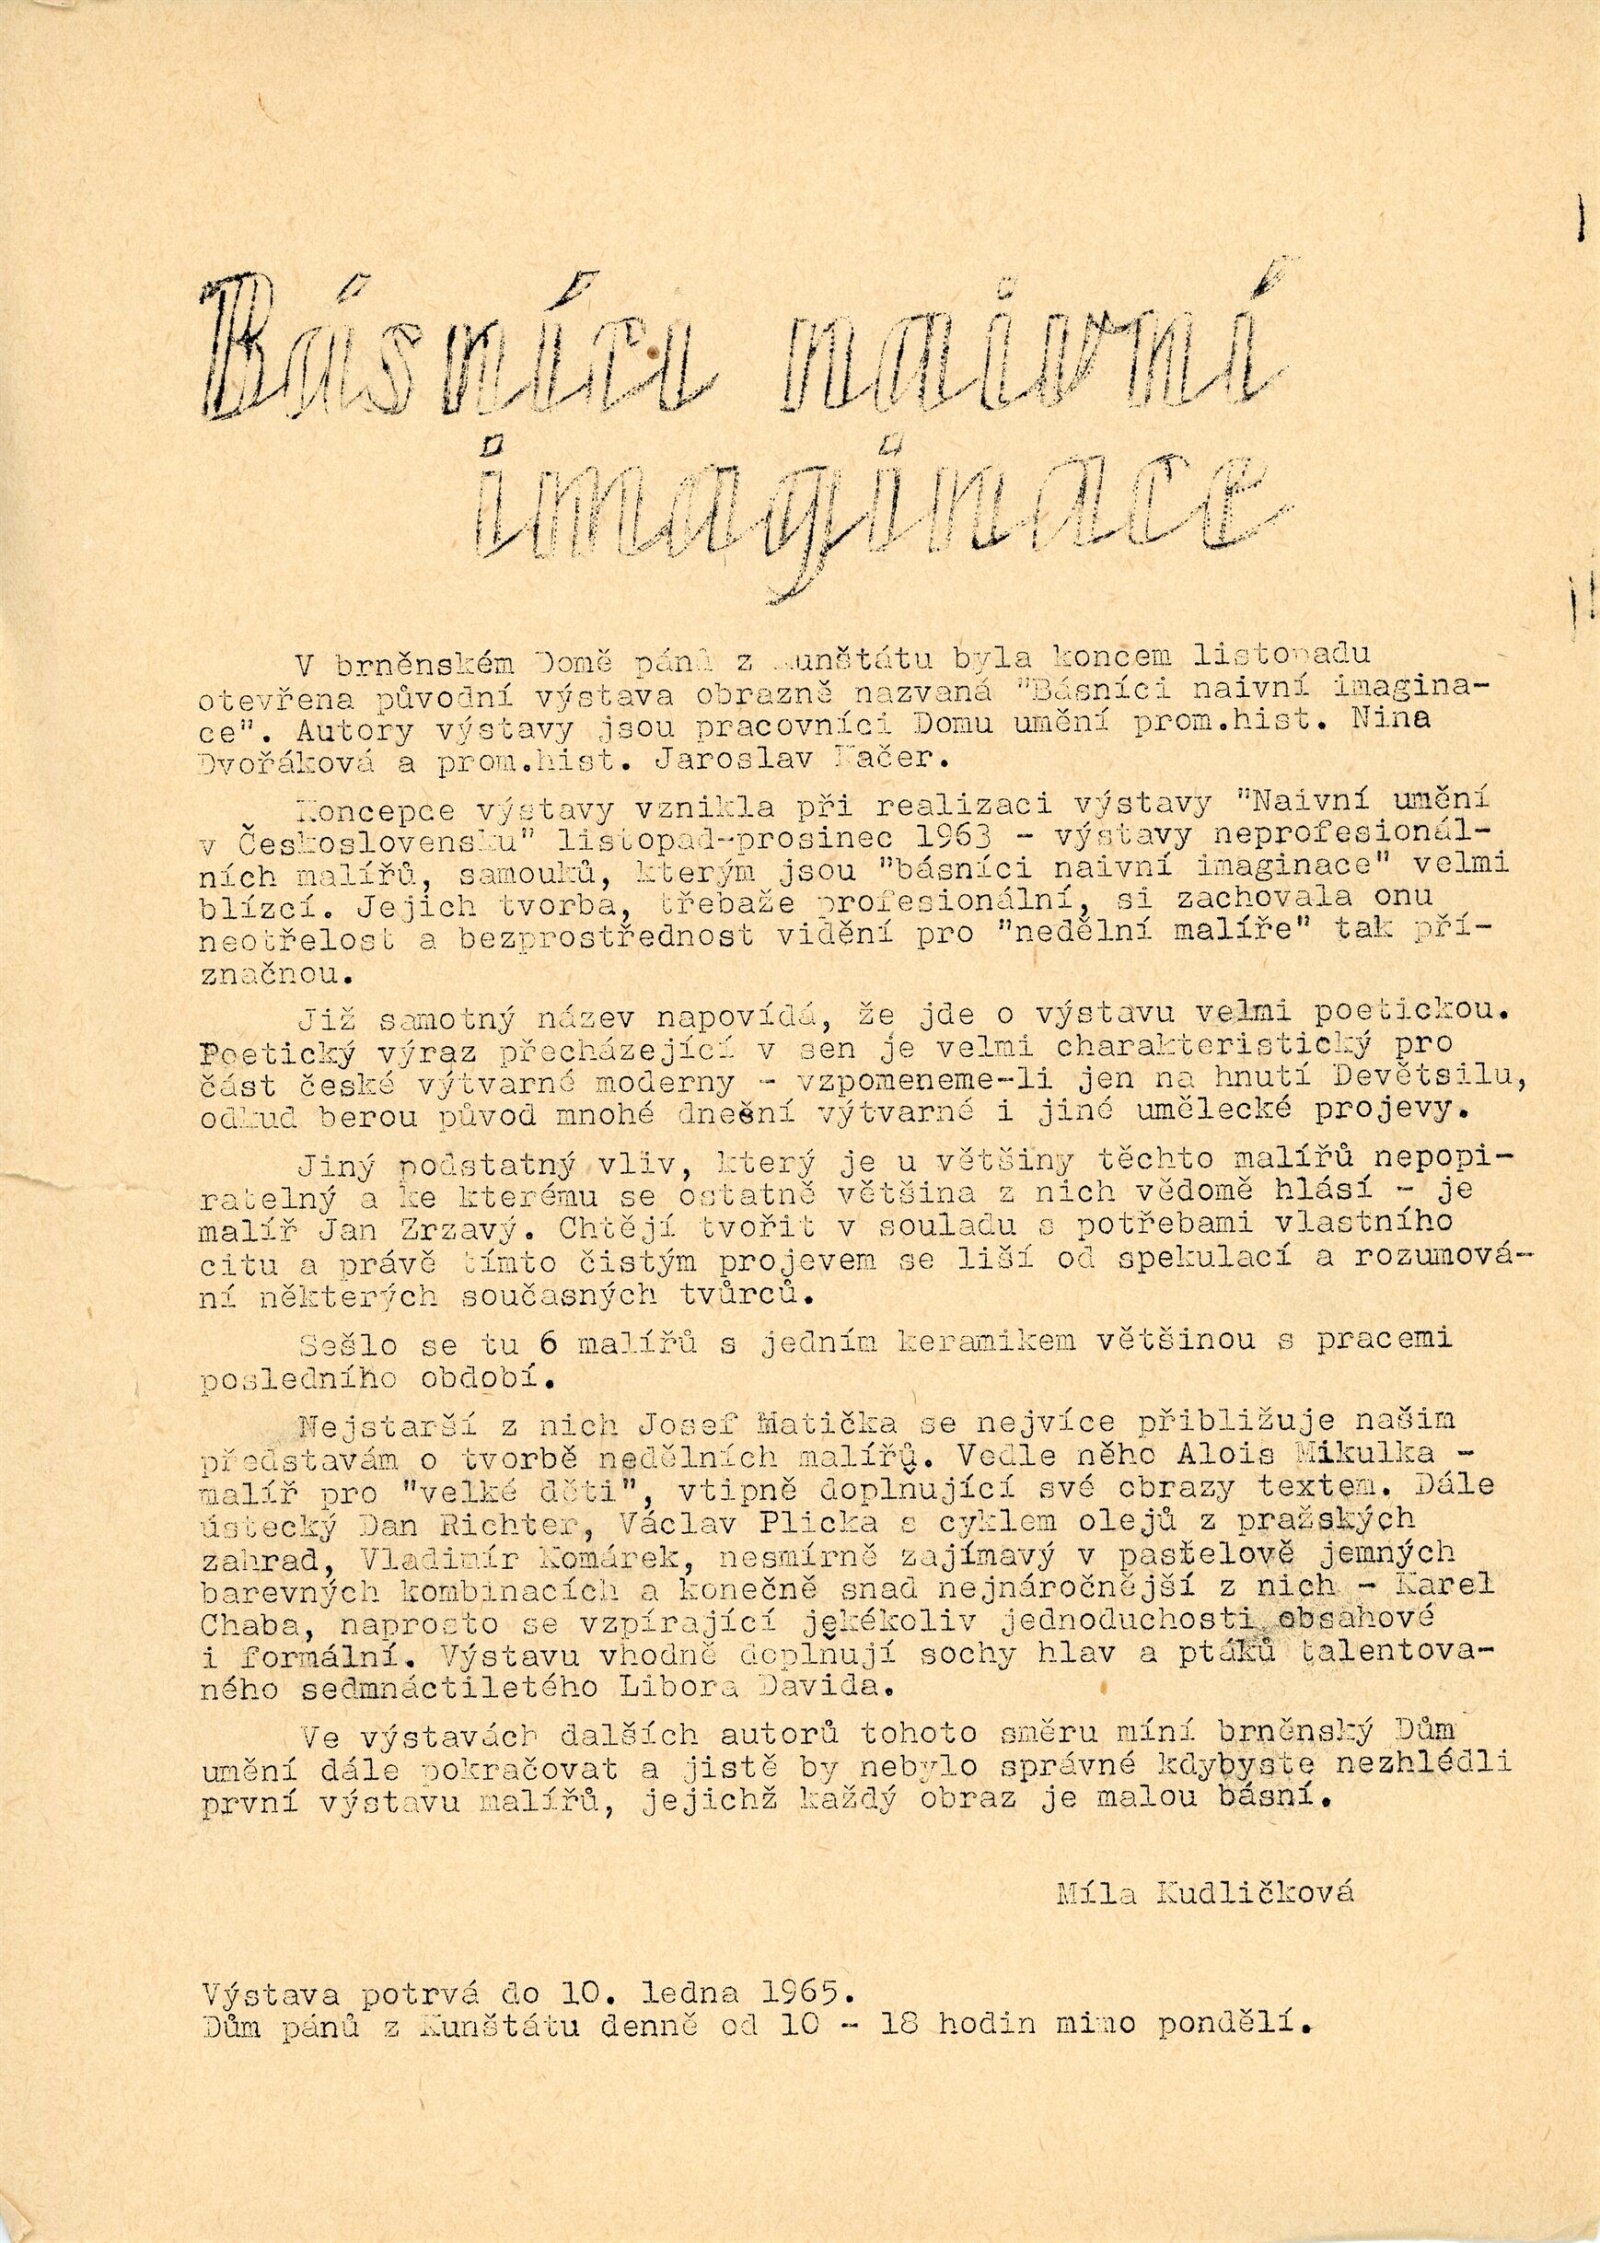 Básníci naivní
imaginace
V brněnském Domě pánů z Kunštátu byla koncem listopadu
otevřena původní výstava obrazně nazvaná "Básníci naivní imagina-
ce". Autory výstavy jsou pracovníci Domu umění prom.hist. Nina
Dvořáková a prom.hist. Jaroslav Kačer.
Koncepce výstavy vznikla při realizaci výstavy "Naivní umění
v Československu" listopad-prosinec 1963 - výstavy neprofesionál-
ních malířů, samouků, kterým jsou "básníci naivní imaginace" velmi
blízcí. Jejich tvorba, třebaže profesionální, si zachovala onu
neotřelost a bezprostřednost vidění pro "nedělní malíře" tak pří-
značnou.
Již samotný název napovídá, že jde o výstavu velmi poetickou.
Poetický výraz přecházející v sen je velmi charakteristický pro
část české výtvarné moderny - vzpomeneme-li jen na hnutí Devětsilu,
odkud berou původ mnohé dnešní výtvarné i jiné umělecké projevy.
Jiný podstatný vliv, který je u většiny těchto malířů nepopi-
ratelný a ke kterému se ostatně většina z nich vědomě hlásí - je
malíř Jan Zrzavý. Chtějí tvořit v souladu s potřebami vlastního
citu a právě tímto čistým projevem se liší od spekulací a rozumová-
ní některých současných tvůrců.
Sešlo se tu 6 malířů s jedním keramikem většinou s pracemi
posledního období.
Nejstarší z nich Josef Matička se nejvíce přibližuje našim
představám o tvorbě nedělních malířů. Vedle něho Alois Mikulka -
malíř pro "velké děti", vtipně doplňující své obrazy textem. Dále
ústecký Dan Richter, Václav Plicka s cyklem olejů z pražských
zahrad, Vladimír Komárek, nesmírně zajímavý v pastelově jemných
barevných kombinacích a konečně snad nejnáročnější z nich - Karel
Chaba, naprosto se vzpírající jekékoliv jednoduchosti obsahové
i formální. Výstavu vhodně doplňují sochy hlav a ptáků talentova-
ného sedmnáctiletého Libora Davida.
Ve výstavách dalších autorů tohoto směru míní brněnský Dům
umění dále pokračovat a jistě by nebylo správné kdybyste nezhlédli
první výstavu malířů, jejichž každý obraz je malou básní.
Míla Kudličková
Výstava potrvá do 10. ledna 1965.
Dům pánů z Kunštátu denně od 10 - 18 hodin mimo pondělí.